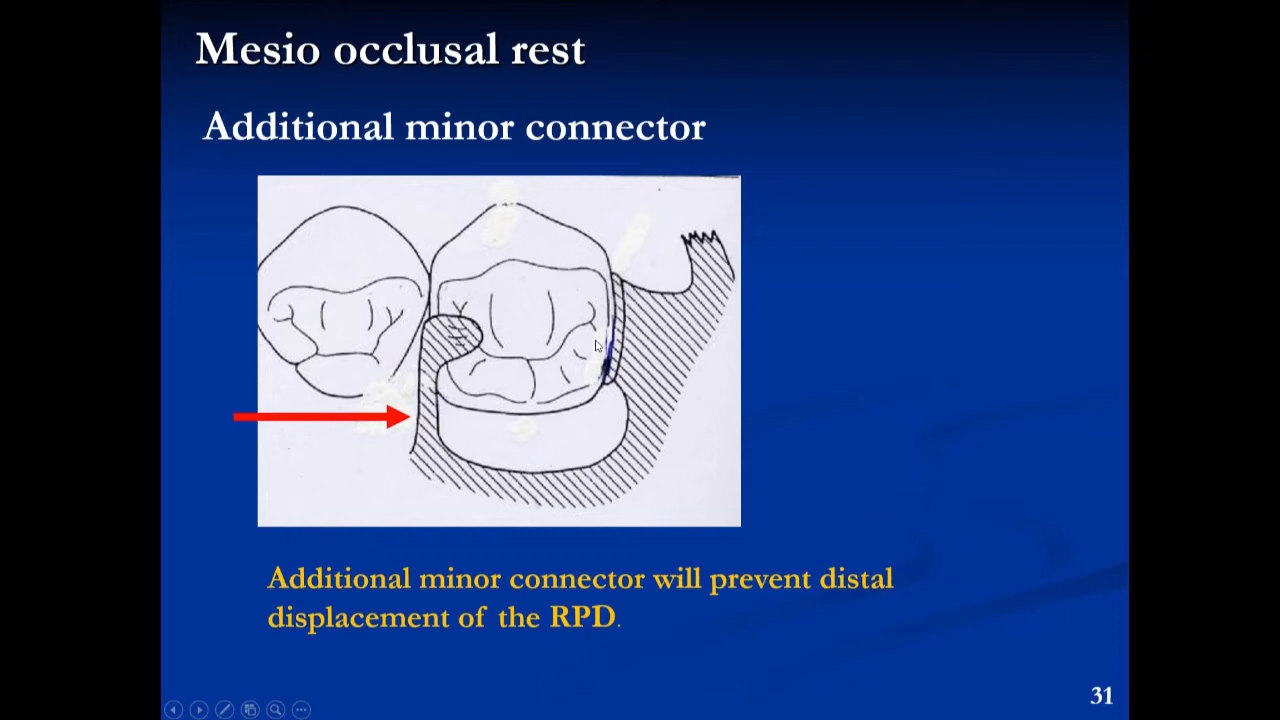 Mesio occlusal rest
Additional minor connector
Additional minor connector will prevent distal
displacement of the RPD.
31